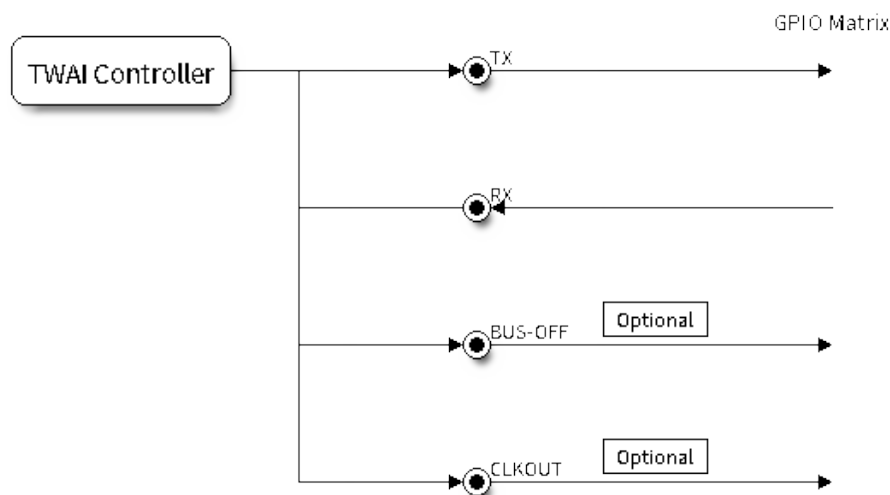 GPIO Matrix
TWAI Controller
TX
RX
BUS-OFF
Optional
CLKOUT
Optional